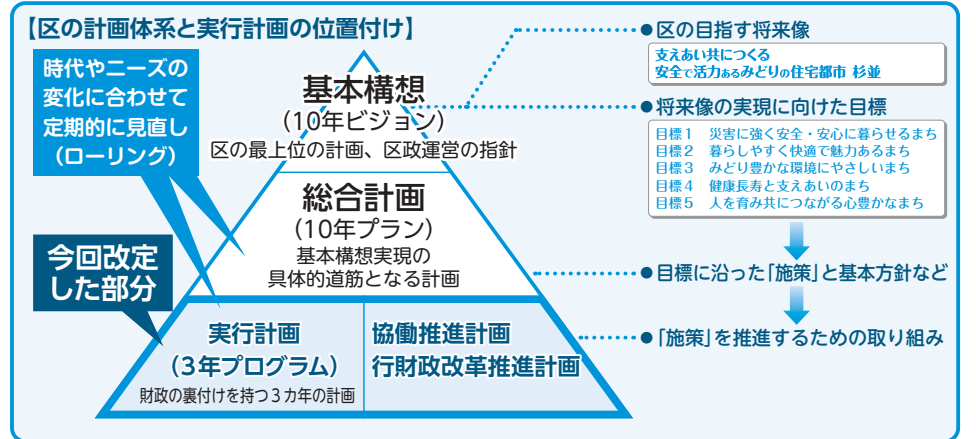 【区の計画体系と実行計画の位置付け】
時代やニーズの
変化に合わせて
定期的に見直し
（ローリング）
基本構想
（10年ビジョン）
区の最上位の計画、区政運営の指針
総合計画
（10年プラン）
基本構想実現の
具体的道筋となる計画
今回改定
した部分
実行計画
（3年プログラム）
財政の裏付けを持つ３カ年の計画
協働推進計画
行財政改革推進計画
●区の目指す将来像
支えあい共につくる
安全で活力あるみどりの住宅都市 杉並
●将来像の実現に向けた目標
目標１ 災害に強く安全・安心に暮らせるまち
目標２ 暮らしやすく快適で魅力あるまち
目標３ みどり豊かな環境にやさしいまち
目標４ 健康長寿と支えあいのまち
目標５ 人を育み共につながる心豊かなまち
●目標に沿った「施策」と基本方針など
●「施策」を推進するための取り組み